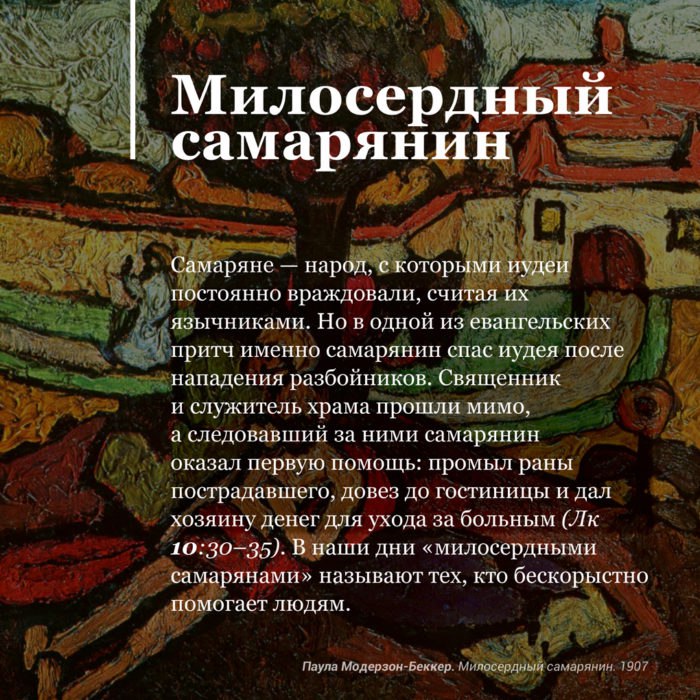 Милосердный
самарянин
Самаряне — народ, с которыми иудеи
постоянно враждовали, считая их
язычниками. Но в одной из евангельских
притч именно самарянин спас иудея после
нападения разбойников. Священник
и служитель храма прошли мимо,
а следовавший за ними самарянин
оказал первую помощь: промыл раны
пострадавшего, довез до гостиницы и дал
хозяину денег для ухода за больным (Лк
10:30–35). В наши дни «милосердными
самарянами» называют тех, кто бескорыстно
помогает людям.
Паула Модерзон-Беккер. Милосердный самарянин. 1907